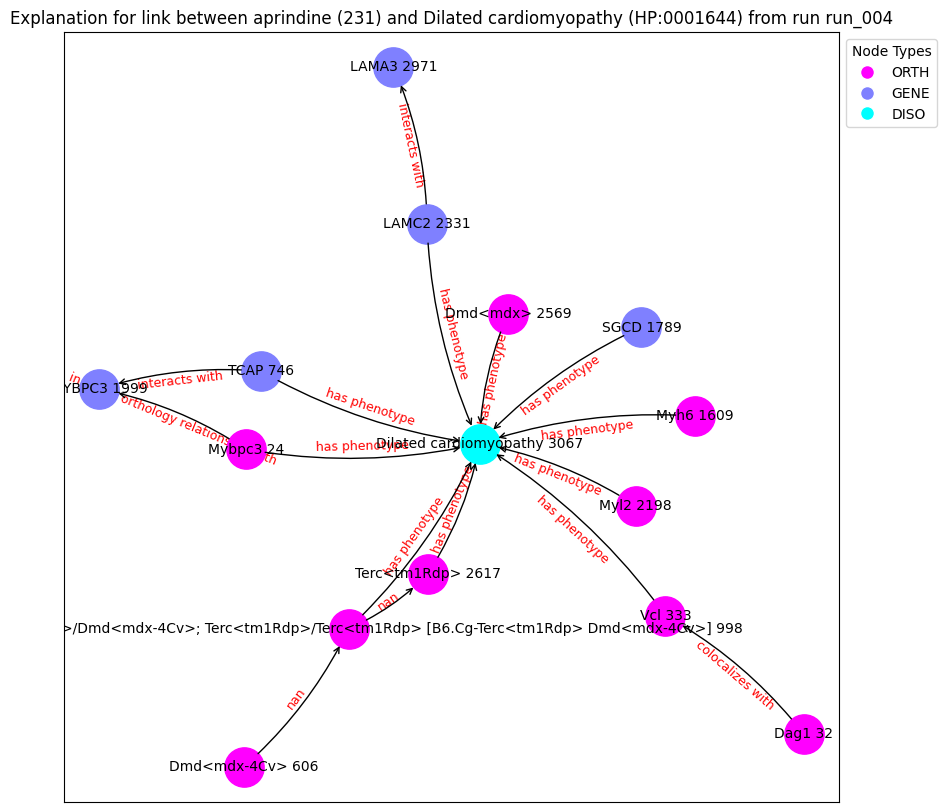 Explanation for link between aprindine (231) and Dilated cardiomyopathy (HP:0001644) from run run_004
Node Types
ORTH
GENE
DISO
LAMA3 2971
interacts with
LAMC2 2331
has phenotype
Dmd<mdx> 2569
has phenotype
SGCD 1789
has phenotype
TCAP 746
interacts with
YBPC3 1999
has phenotype
Myh6 1609
has phenotype
Mybpc3 24
has phenotype
Dilated cardiomyopathy 3067
has phenotype
Myl2 2198
has phenotype
has phenotype
has phenotype
Terc<tm1Rdp> 2617
nan
Vcl 333
>/Dmd<mdx-4Cv>; Terc<tm1Rdp>/Terc<tm1Rdp> [B6.Cg-Terc<tm1Rdp> Dmd<mdx-4Cv>] 998
colocalizes with
nan
Dag1 32
Dmd<mdx-4Cv> 606